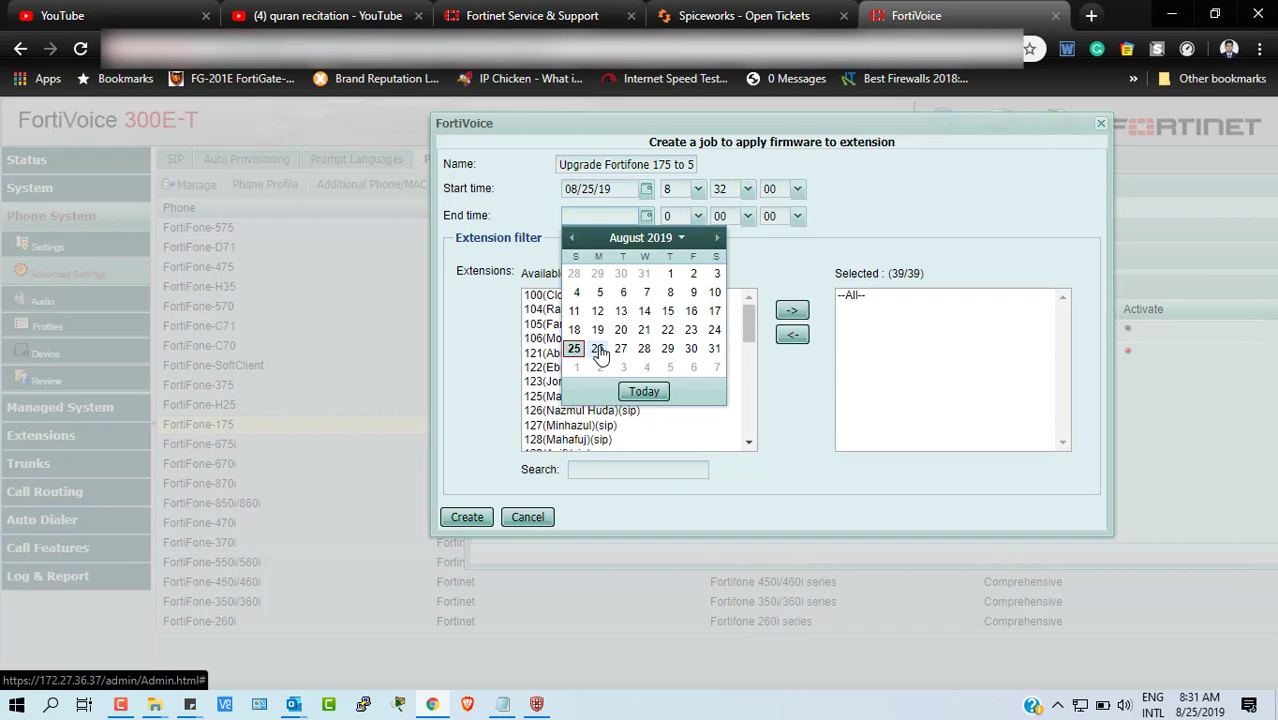 YouTube
(4) quran recitation - YouTube
Fortinet Service & Support
Spiceworks - Open Tickets
FortiVoice
Apps
Bookmarks
FG-201E FortiGate-...
Brand Reputation L...
IP Chicken - What i...
Internet Speed Test...
0 Messages
Best Firewalls 2018:...
»
Other bookmarks
FortiVoice 300E-T
FORTINET
Status
System
Phone System
Settings
Advanced Settings
Audio
Profiles
Device
Review
Managed System
Extensions
Trunks
Call Routing
Auto Dialer
Call Features
Log & Report
SIP
Auto Provisioning
Prompt Languages
Manage
Phone Profile
Additional Phone/MAC
Phone
FortiFone-575
FortiFone-D71
FortiFone-475
FortiFone-H35
FortiFone-570
FortiFone-C71
FortiFone-C70
FortiFone-SoftClient
FortiFone-375
FortiFone-H25
FortiFone-175
FortiFone-675i
FortiFone-670i
FortiFone-870i
FortiFone-850i/860i
FortiFone-470i
FortiFone-370i
FortiFone-550i/560i Fortinet
FortiFone-450i/460i Fortinet Fortifone 450i/460i series Comprehensive
FortiFone-350i/360i Fortinet Fortifone 350i/360i series Comprehensive
FortiFone-260i Fortinet Fortifone 260i series Comprehensive
Activate
FortiVoice
Create a job to apply firmware to extension
Name: Upgrade Fortifone 175 to 5
Start time: 08/25/19 8 32 00
End time: 0 00 00
Extension filter
August 2019
S M T W T F S
28 29 30 31 1 2 3
4 5 6 7 8 9 10
11 12 13 14 15 16 17
18 19 20 21 22 23 24
25 26 27 28 29 30 31
1 2 3 4 5 6 7
Today
Extensions:
Availa
100(Clo
104(Ra
105(Far
106(Mo
121(Ab
122(Ebe
123(Jor
125(Ma
126(Nazmul Huda)(sip)
127(Minhazul)(sip)
128(Mahafuj)(sip)
->
<-
Selected : (39/39)
--All--
Search:
Create
Cancel
https://172.27.36.37/admin/Admin.html#
ENG
INTL
8:31 AM
8/25/2019